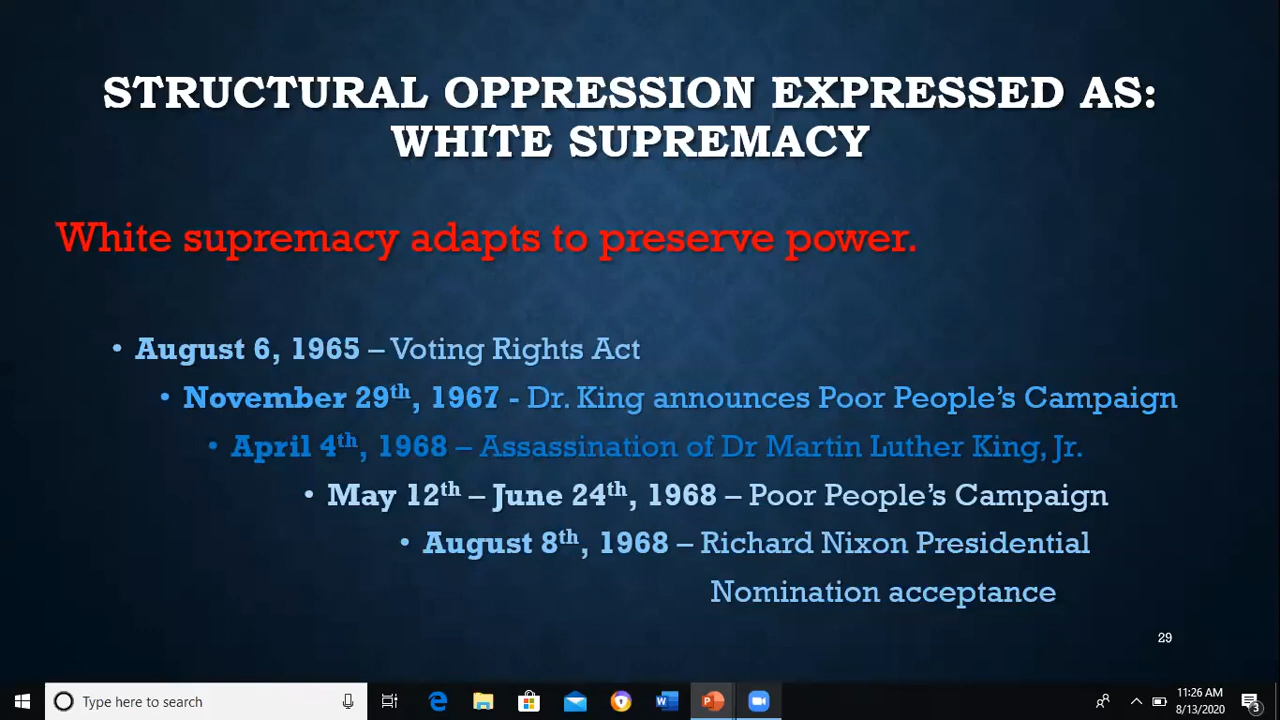 STRUCTURAL OPPRESSION EXPRESSED AS:
WHITE SUPREMACY
White supremacy adapts to preserve power.
• August 6, 1965 – Voting Rights Act
• November 29th, 1967 - Dr. King announces Poor People's Campaign
• April 4th, 1968 – Assassination of Dr Martin Luther King, Jr.
• May 12th – June 24th, 1968 – Poor People's Campaign
• August 8th, 1968 – Richard Nixon Presidential
Nomination acceptance
29
Type here to search
11:26 AM
8/13/2020
3